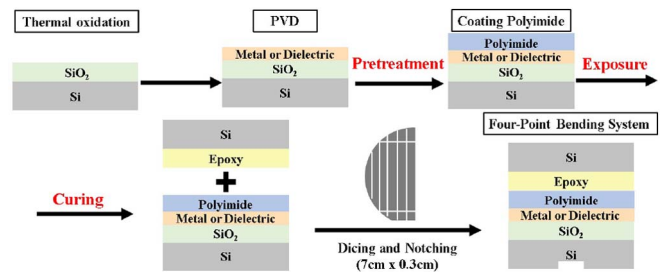 Thermal oxidation
PVD
Coating Polyimide
SiO₂
Si
Metal or Dielectric
SiO₂
Si
Pretreatment
Polyimide
Metal or Dielectric
SiO₂
Si
Exposure
Curing
Si
Epoxy
+
Polyimide
Metal or Dielectric
SiO₂
Si
Dicing and Notching
(7cm x 0.3cm)
Four-Point Bending System
Si
Epoxy
Polyimide
Metal or Dielectric
SiO₂
Si